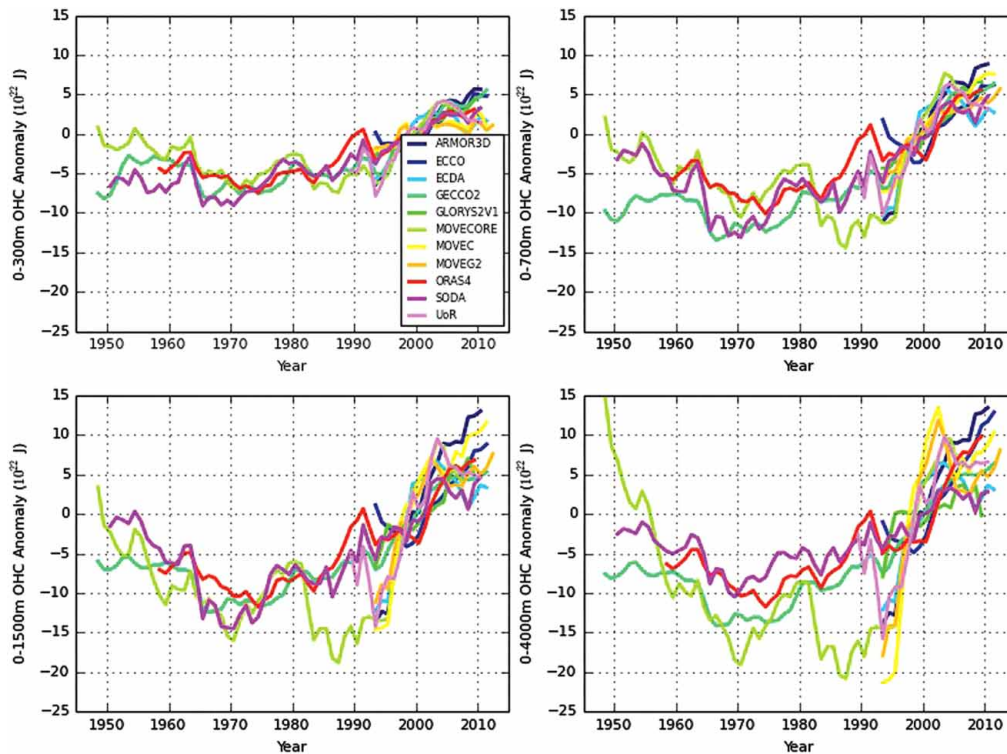 15
10
5
0
−5
−10
−15
−20
−25
0-300m OHC Anomaly (10²² J)
1950 1960 1970 1980 1990 2000 2010
Year
ARMOR3D
ECCO
ECDA
GECCO2
GLORYS2V1
MOVECORE
MOVEC
MOVEG2
ORAS4
SODA
UoR
15
10
5
0
−5
−10
−15
−20
−25
0-700m OHC Anomaly (10²² J)
1950 1960 1970 1980 1990 2000 2010
Year
15
10
5
0
−5
−10
−15
−20
−25
0-1500m OHC Anomaly (10²² J)
1950 1960 1970 1980 1990 2000 2010
Year
15
10
5
0
−5
−10
−15
−20
−25
0-4000m OHC Anomaly (10²² J)
1950 1960 1970 1980 1990 2000 2010
Year